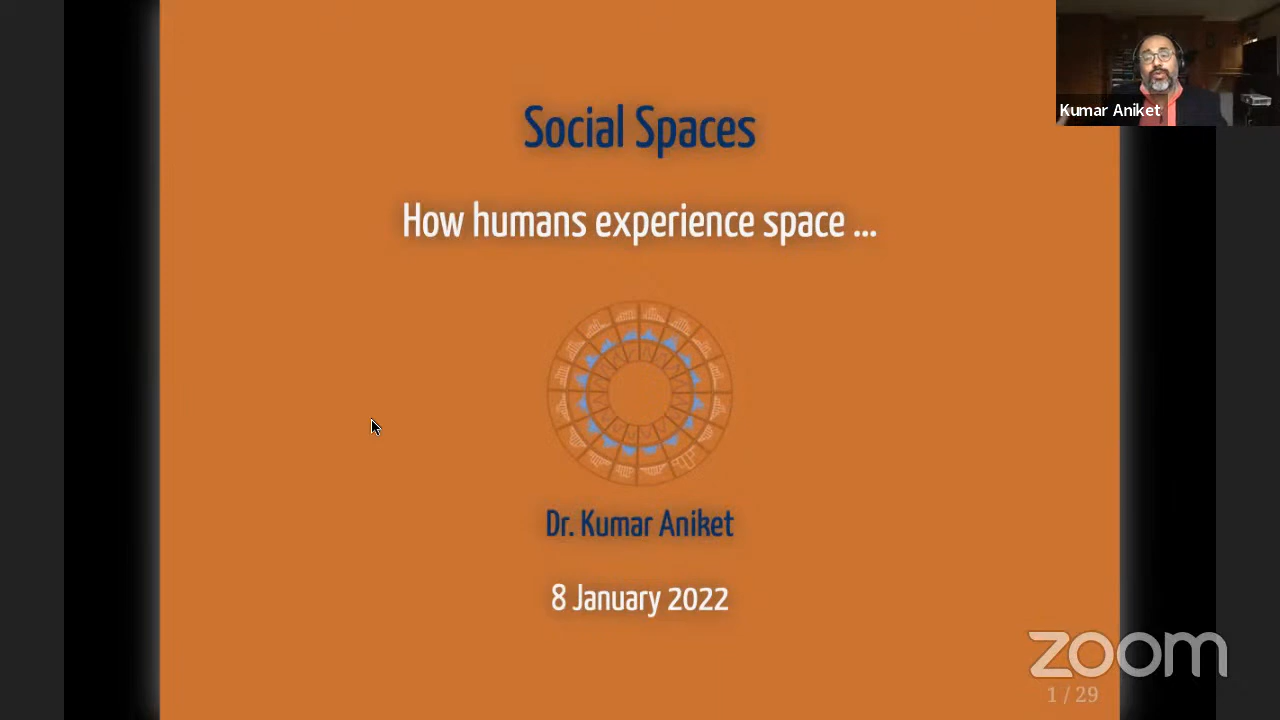 Kumar Aniket
Social Spaces
How humans experience space ...
Dr. Kumar Aniket
8 January 2022
zoom
1 / 29